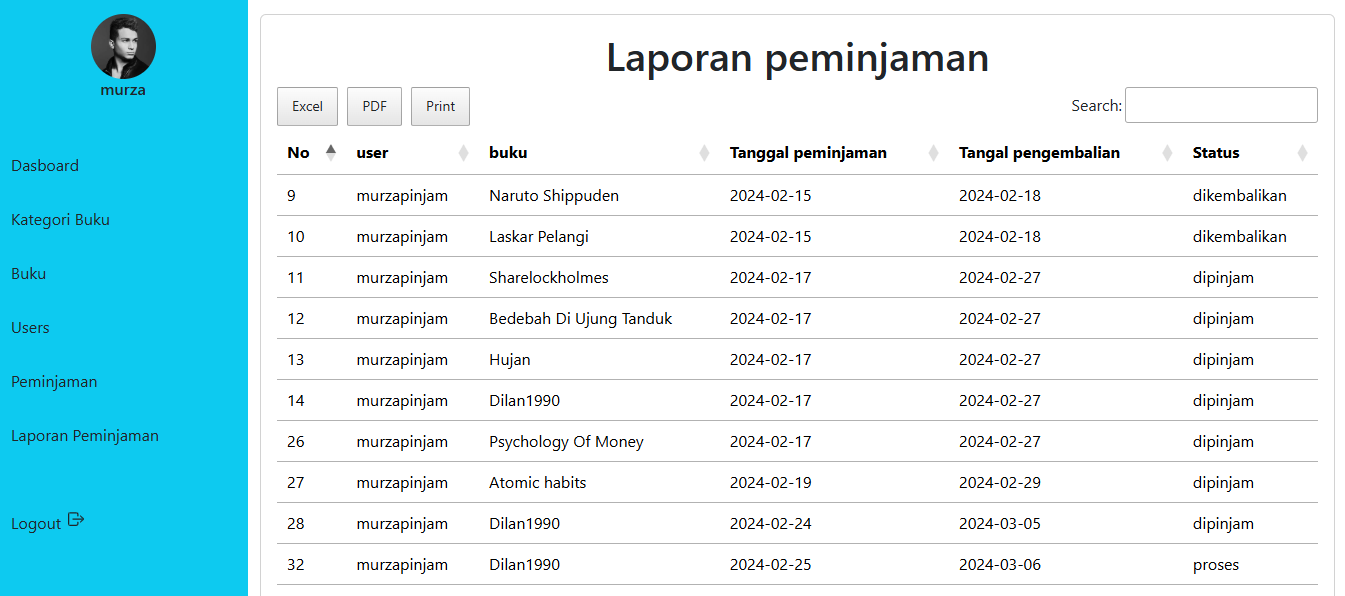 murza
Dasboard
Kategori Buku
Buku
Users
Peminjaman
Laporan Peminjaman
Logout
Laporan peminjaman
Excel PDF Print Search:
No user buku Tanggal peminjaman Tangal pengembalian Status
9 murzapinjam Naruto Shippuden 2024-02-15 2024-02-18 dikembalikan
10 murzapinjam Laskar Pelangi 2024-02-15 2024-02-18 dikembalikan
11 murzapinjam Sharelockholmes 2024-02-17 2024-02-27 dipinjam
12 murzapinjam Bedebah Di Ujung Tanduk 2024-02-17 2024-02-27 dipinjam
13 murzapinjam Hujan 2024-02-17 2024-02-27 dipinjam
14 murzapinjam Dilan1990 2024-02-17 2024-02-27 dipinjam
26 murzapinjam Psychology Of Money 2024-02-17 2024-02-27 dipinjam
27 murzapinjam Atomic habits 2024-02-19 2024-02-29 dipinjam
28 murzapinjam Dilan1990 2024-02-24 2024-03-05 dipinjam
32 murzapinjam Dilan1990 2024-02-25 2024-03-06 proses